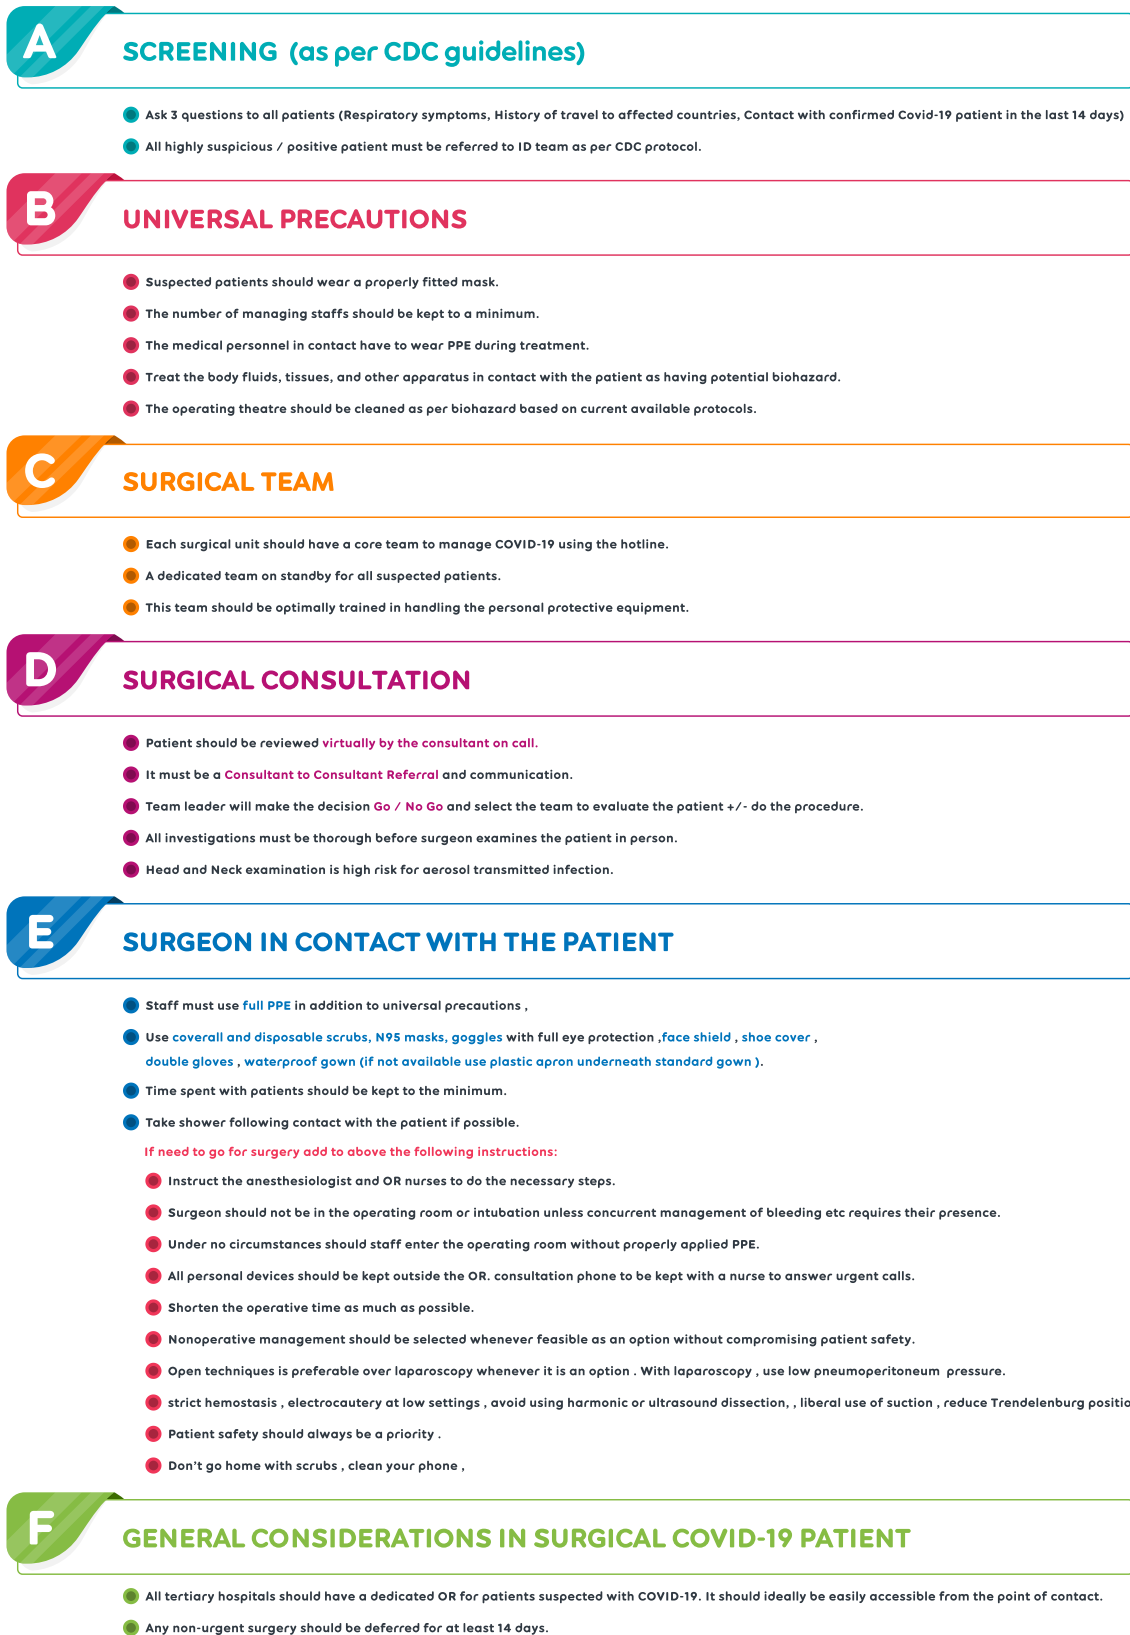 A
SCREENING (as per CDC guidelines)
Ask 3 questions to all patients (Respiratory symptoms, History of travel to affected countries, Contact with confirmed Covid-19 patient in the last 14 days)
All highly suspicious / positive patient must be referred to ID team as per CDC protocol.
B
UNIVERSAL PRECAUTIONS
Suspected patients should wear a properly fitted mask.
The number of managing staffs should be kept to a minimum.
The medical personnel in contact have to wear PPE during treatment.
Treat the body fluids, tissues, and other apparatus in contact with the patient as having potential biohazard.
The operating theatre should be cleaned as per biohazard based on current available protocols.
C
SURGICAL TEAM
Each surgical unit should have a core team to manage COVID-19 using the hotline.
A dedicated team on standby for all suspected patients.
This team should be optimally trained in handling the personal protective equipment.
D
SURGICAL CONSULTATION
Patient should be reviewed virtually by the consultant on call.
It must be a Consultant to Consultant Referral and communication.
Team leader will make the decision Go / No Go and select the team to evaluate the patient +/- do the procedure.
All investigations must be thorough before surgeon examines the patient in person.
Head and Neck examination is high risk for aerosol transmitted infection.
E
SURGEON IN CONTACT WITH THE PATIENT
Staff must use full PPE in addition to universal precautions ,
Use coverall and disposable scrubs, N95 masks, goggles with full eye protection ,face shield , shoe cover ,
double gloves , waterproof gown (if not available use plastic apron underneath standard gown ).
Time spent with patients should be kept to the minimum.
Take shower following contact with the patient if possible.
If need to go for surgery add to above the following instructions:
Instruct the anesthesiologist and OR nurses to do the necessary steps.
Surgeon should not be in the operating room or intubation unless concurrent management of bleeding etc requires their presence.
Under no circumstances should staff enter the operating room without properly applied PPE.
All personal devices should be kept outside the OR. consultation phone to be kept with a nurse to answer urgent calls.
Shorten the operative time as much as possible.
Nonoperative management should be selected whenever feasible as an option without compromising patient safety.
Open techniques is preferable over laparoscopy whenever it is an option . With laparoscopy , use low pneumoperitoneum pressure.
strict hemostasis , electrocautery at low settings , avoid using harmonic or ultrasound dissection, , liberal use of suction , reduce Trendelenburg positio
Patient safety should always be a priority .
Don't go home with scrubs , clean your phone ,
F
GENERAL CONSIDERATIONS IN SURGICAL COVID-19 PATIENT
All tertiary hospitals should have a dedicated OR for patients suspected with COVID-19. It should ideally be easily accessible from the point of contact.
Any non-urgent surgery should be deferred for at least 14 days.